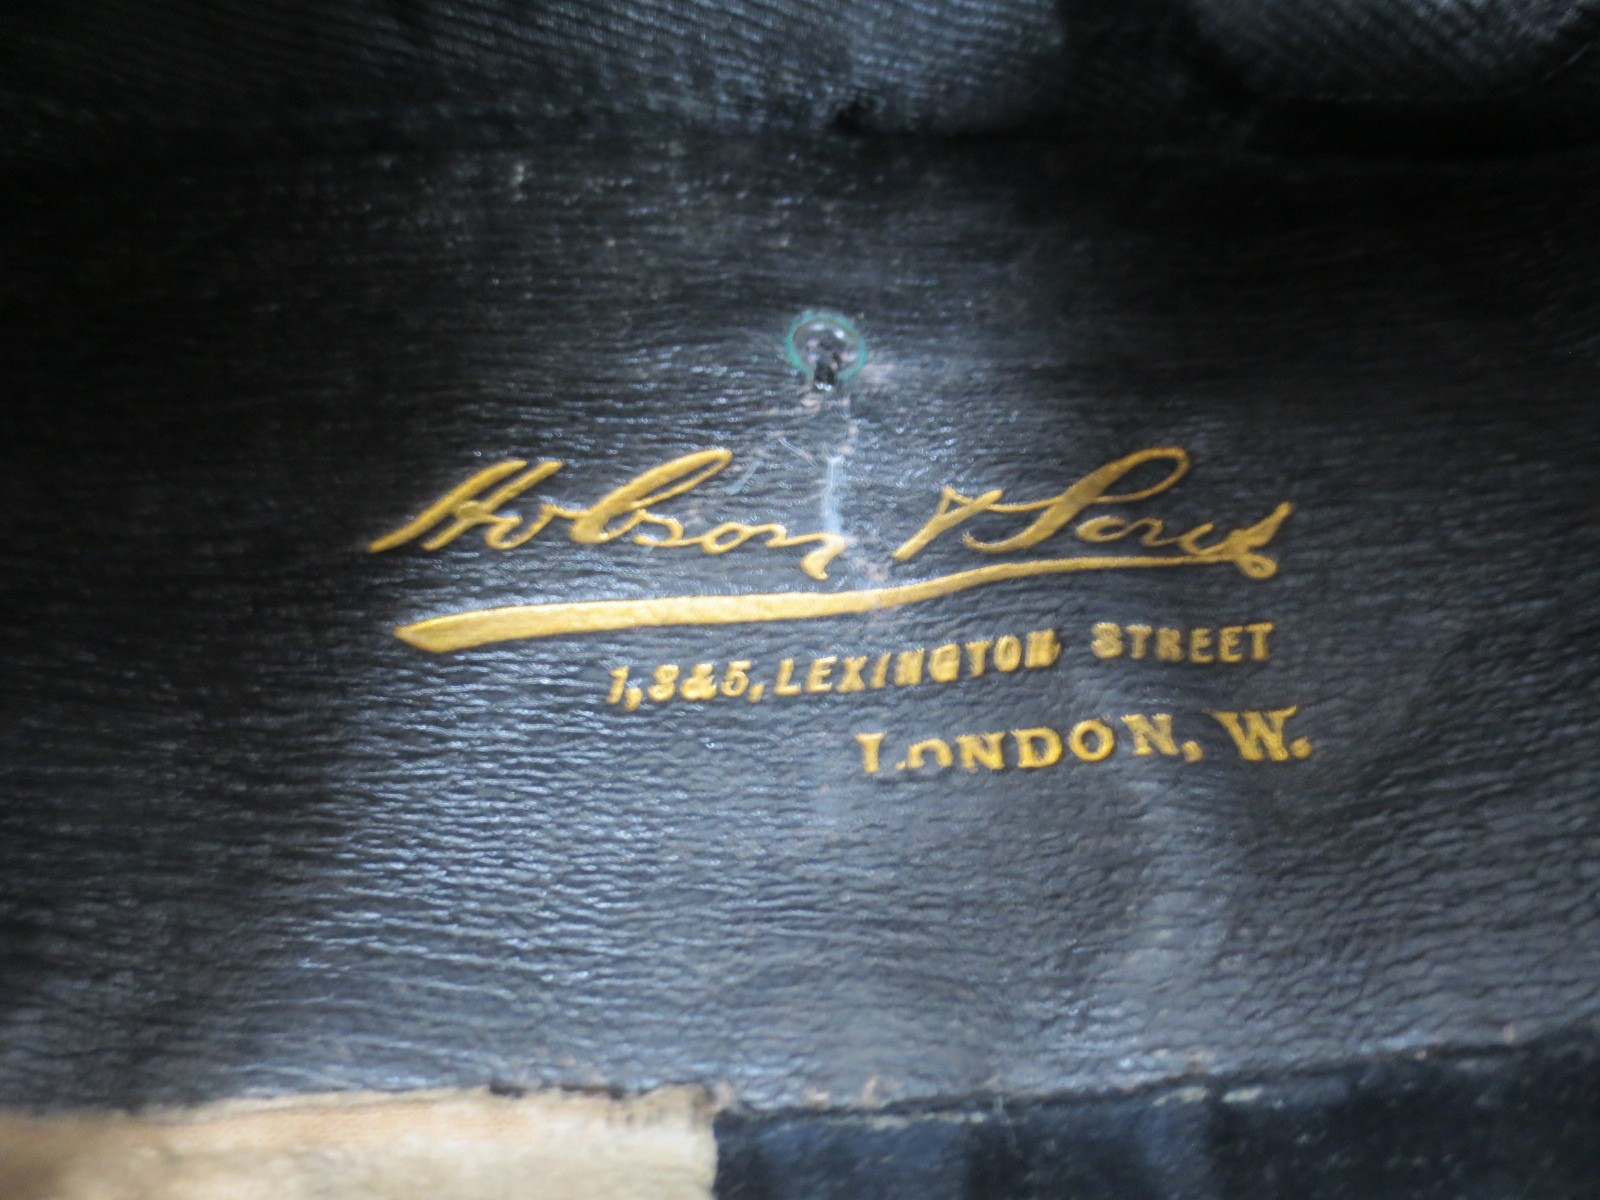 Hobson & Sons
1, 3 & 5, LEXINGTON STREET
LONDON, W.